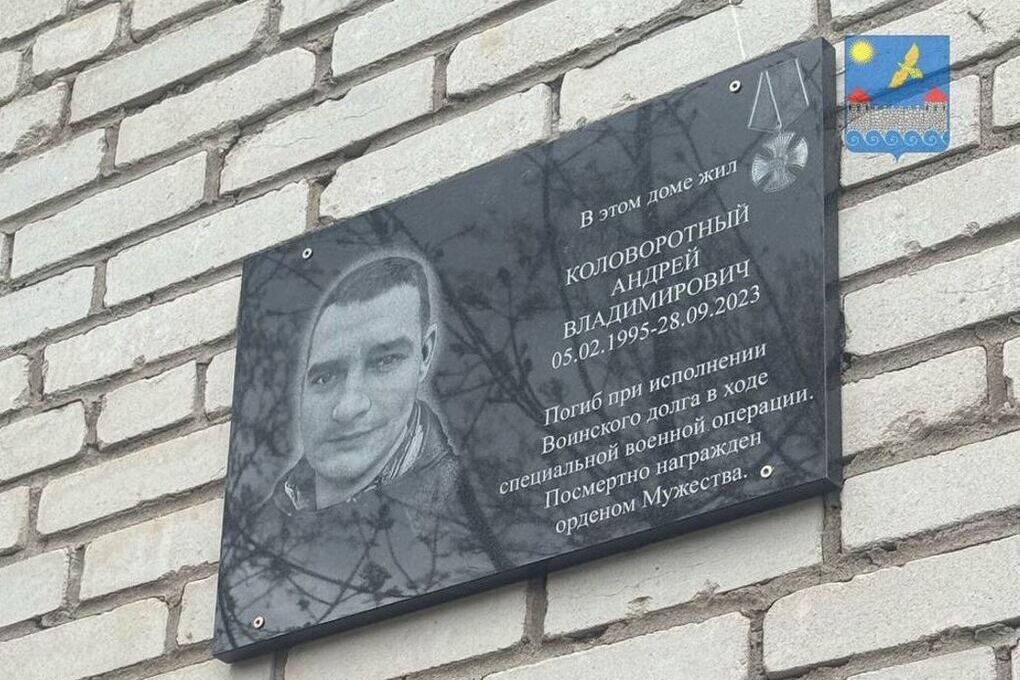 В этом доме жил
КОЛОВОРОТНЫЙ
АНДРЕЙ
ВЛАДИМИРОВИЧ
05.02.1995-28.09.2023
Погиб при исполнении
Воинского долга в ходе
специальной военной операции.
Посмертно награжден
орденом Мужества.